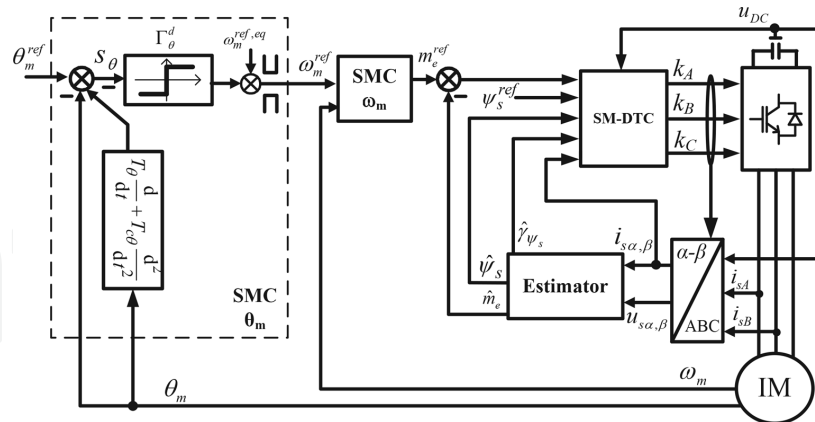 θ_m^ref
s_θ
Γ_θ^d
ω_m^ref,eq
ω_m^ref
SMC
ω_m
m_e^ref
ψ_s^ref
SM-DTC
u_DC
k_A
k_B
k_C
T_θ d/dt + T_cθ d²/dt²
SMC
θ_m
γ̂_ψs
ψ̂_s
m̂_e
Estimator
i_sα,β
u_sα,β
α-β
ABC
i_sA
i_sB
θ_m
ω_m
IM